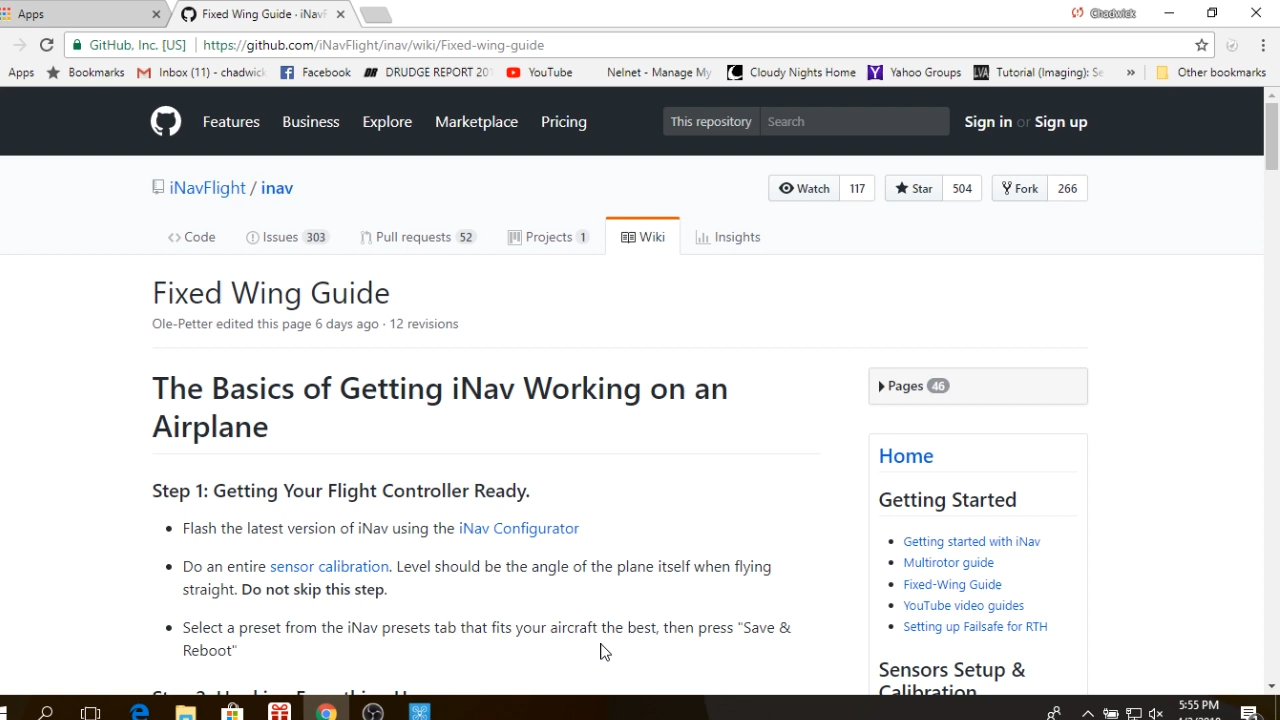 Apps
Fixed Wing Guide · iNavF
Chadwick
GitHub, Inc. [US]
https://github.com/iNavFlight/inav/wiki/Fixed-wing-guide
Apps
Bookmarks
Inbox (11) - chadwick
Facebook
DRUDGE REPORT 201
YouTube
Nelnet - Manage My
Cloudy Nights Home
Yahoo Groups
LVA
Tutorial (Imaging): Se
»
Other bookmarks
Features
Business
Explore
Marketplace
Pricing
This repository
Search
Sign in or Sign up
iNavFlight / inav
Watch 117
Star 504
Fork 266
Code
Issues 303
Pull requests 52
Projects 1
Wiki
Insights
Fixed Wing Guide
Ole-Petter edited this page 6 days ago · 12 revisions
The Basics of Getting iNav Working on an
Airplane
Step 1: Getting Your Flight Controller Ready.
• Flash the latest version of iNav using the iNav Configurator
• Do an entire sensor calibration. Level should be the angle of the plane itself when flying
straight. Do not skip this step.
• Select a preset from the iNav presets tab that fits your aircraft the best, then press "Save &
Reboot"
Pages 46
Home
Getting Started
• Getting started with iNav
• Multirotor guide
• Fixed-Wing Guide
• YouTube video guides
• Setting up Failsafe for RTH
Sensors Setup &
Calibration
5:55 PM